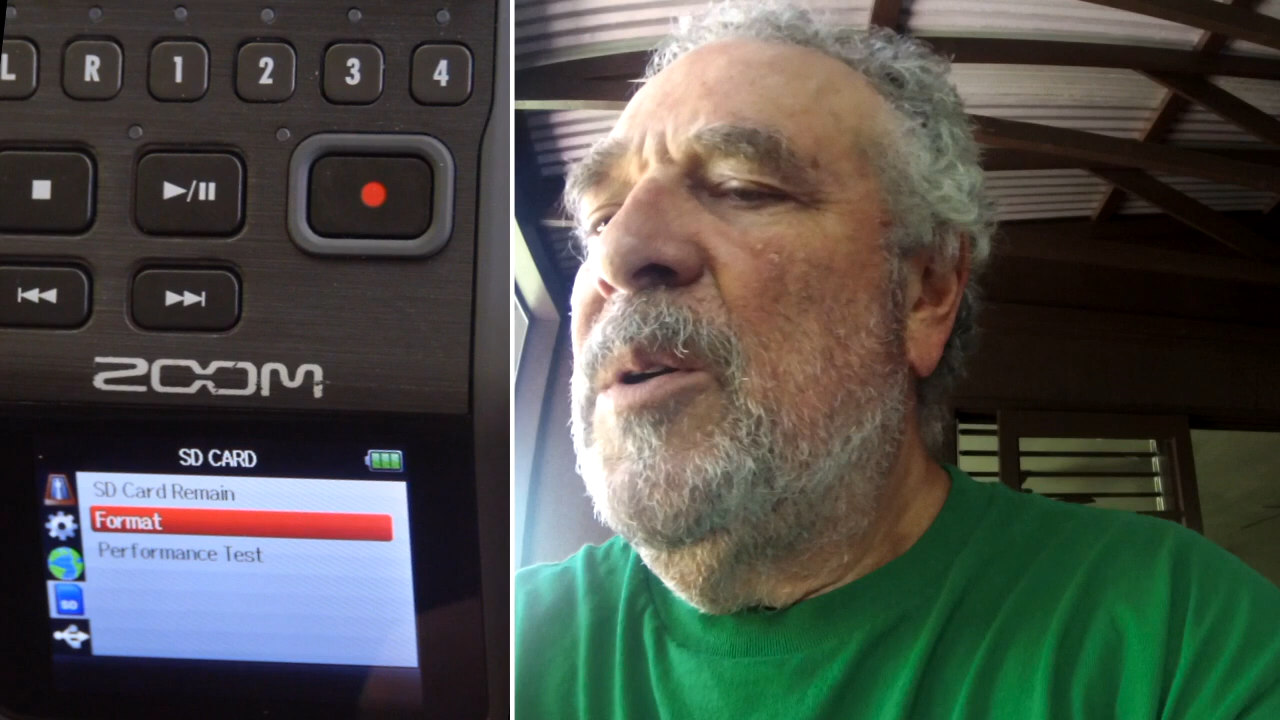 L R 1 2 3 4
ZOOM
SD CARD
SD Card Remain
Format
Performance Test
SD